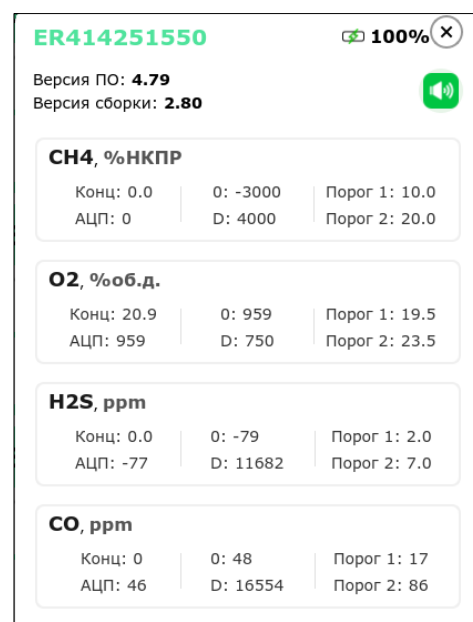 ER414251550 100%
Версия ПО: 4.79
Версия сборки: 2.80
CH4, %НКПР
Конц: 0.0 0: -3000 Порог 1: 10.0
АЦП: 0 D: 4000 Порог 2: 20.0
O2, %об.д.
Конц: 20.9 0: 959 Порог 1: 19.5
АЦП: 959 D: 750 Порог 2: 23.5
H2S, ppm
Конц: 0.0 0: -79 Порог 1: 2.0
АЦП: -77 D: 11682 Порог 2: 7.0
CO, ppm
Конц: 0 0: 48 Порог 1: 17
АЦП: 46 D: 16554 Порог 2: 86